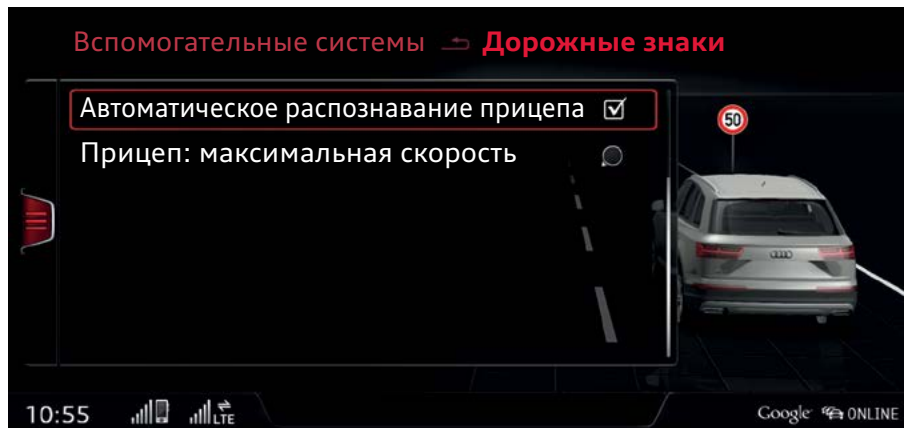 Вспомогательные системы Дорожные знаки
Автоматическое распознавание прицепа
Прицеп: максимальная скорость
50
10:55 LTE Google ONLINE